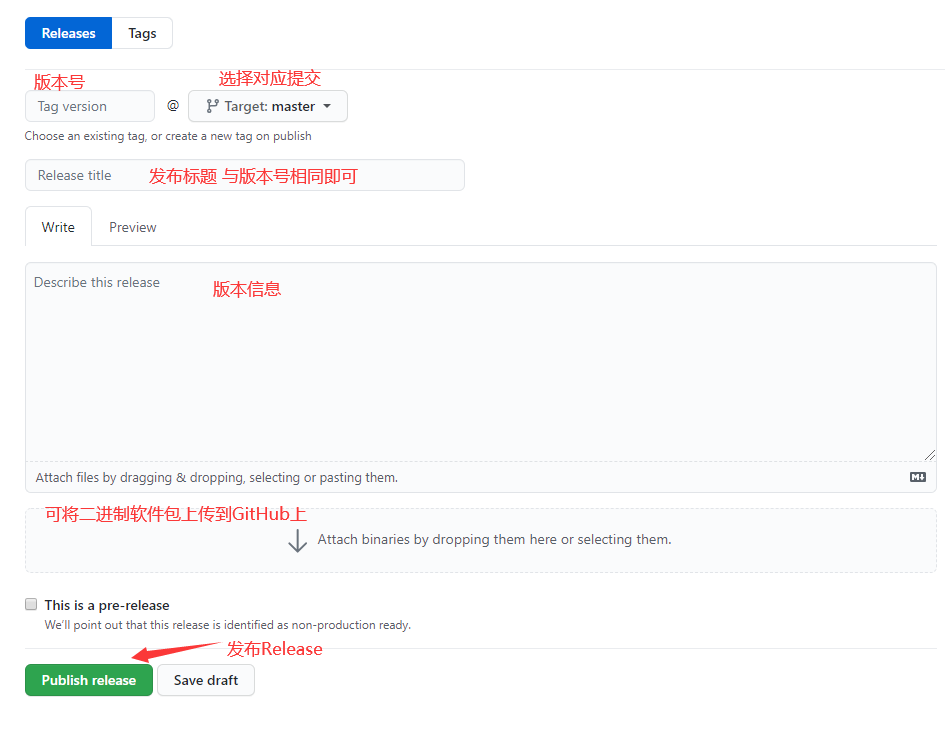 Releases Tags
版本号 选择对应提交
Tag version @ Target: master
Choose an existing tag, or create a new tag on publish
Release title 发布标题 与版本号相同即可
Write Preview
Describe this release 版本信息
Attach files by dragging & dropping, selecting or pasting them.
可将二进制软件包上传到GitHub上
Attach binaries by dropping them here or selecting them.
This is a pre-release
We'll point out that this release is identified as non-production ready.
发布Release
Publish release Save draft